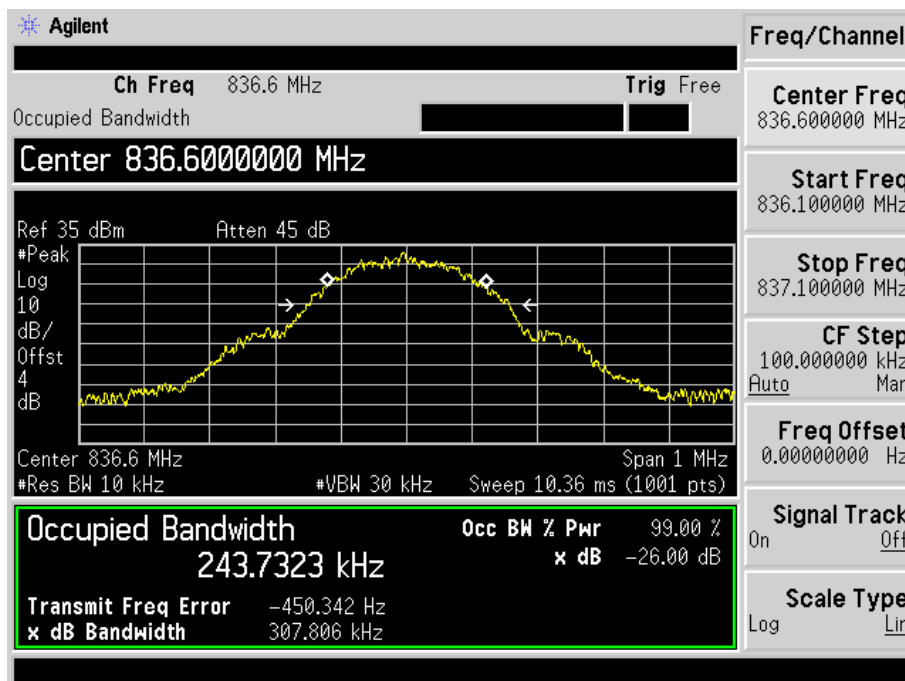 Agilent
Freq/Channel
Ch Freq 836.6 MHz Trig Free
Occupied Bandwidth
Center 836.6000000 MHz
Ref 35 dBm Atten 45 dB
#Peak
Log
10
dB/
Offst
4
dB
Center 836.6 MHz Span 1 MHz
#Res BW 10 kHz #VBW 30 kHz Sweep 10.36 ms (1001 pts)
Occupied Bandwidth
243.7323 kHz
Occ BW % Pwr 99.00 %
x dB -26.00 dB
Transmit Freq Error -450.342 Hz
x dB Bandwidth 307.806 kHz
Center Freq
836.600000 MHz
Start Freq
836.100000 MHz
Stop Freq
837.100000 MHz
CF Step
100.000000 kHz
Auto Man
Freq Offset
0.00000000 Hz
Signal Track
On Off
Scale Type
Log Lin